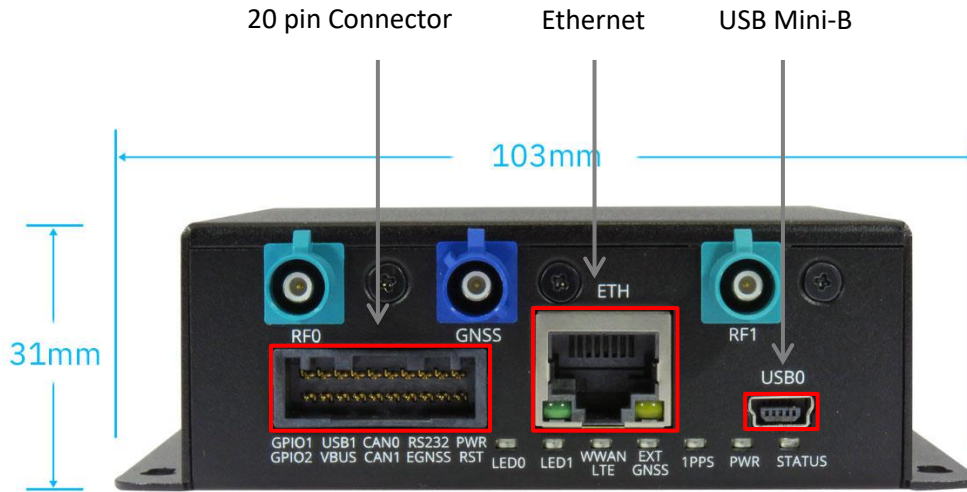 20 pin Connector Ethernet USB Mini-B
103mm
31mm
RF0 GNSS ETH RF1
USB0
GPIO1 USB1 CAN0 RS232 PWR
GPIO2 VBUS CAN1 EGNSS RST
LED0 LED1 WWAN LTE EXT GNSS 1PPS PWR STATUS